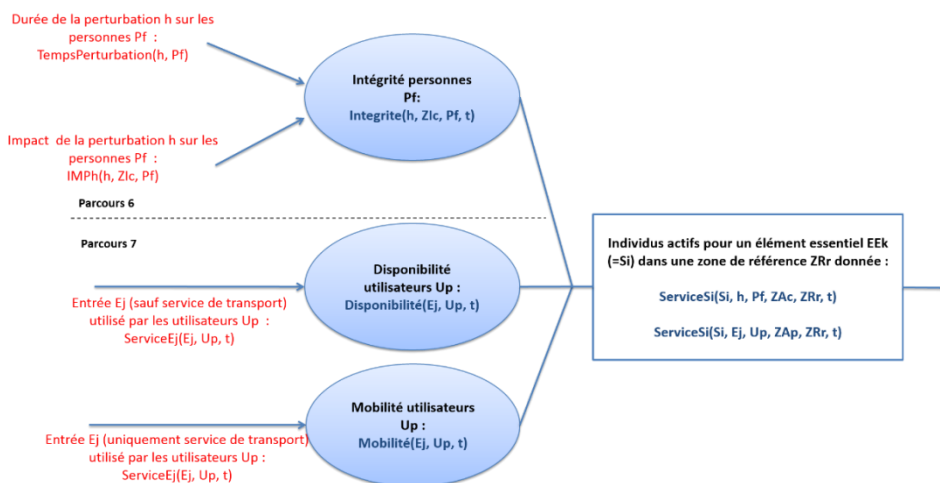 Durée de la perturbation h sur les
personnes Pf :
TempsPerturbation(h, Pf)
Intégrité personnes
Pf:
Integrite(h, ZIc, Pf, t)
Impact de la perturbation h sur les
personnes Pf :
IMPh(h, ZIc, Pf)
Parcours 6
Parcours 7
Individus actifs pour un élément essentiel EEk
(=Si) dans une zone de référence ZRr donnée :
ServiceSi(Si, h, Pf, ZAc, ZRr, t)
ServiceSi(Si, Ej, Up, ZAp, ZRr, t)
Disponibilité
utilisateurs Up :
Disponibilité(Ej, Up, t)
Entrée Ej (sauf service de transport)
utilisé par les utilisateurs Up :
ServiceEj(Ej, Up, t)
Mobilité utilisateurs
Up :
Mobilité(Ej, Up, t)
Entrée Ej (uniquement service de transport)
utilisé par les utilisateurs Up :
ServiceEj(Ej, Up, t)